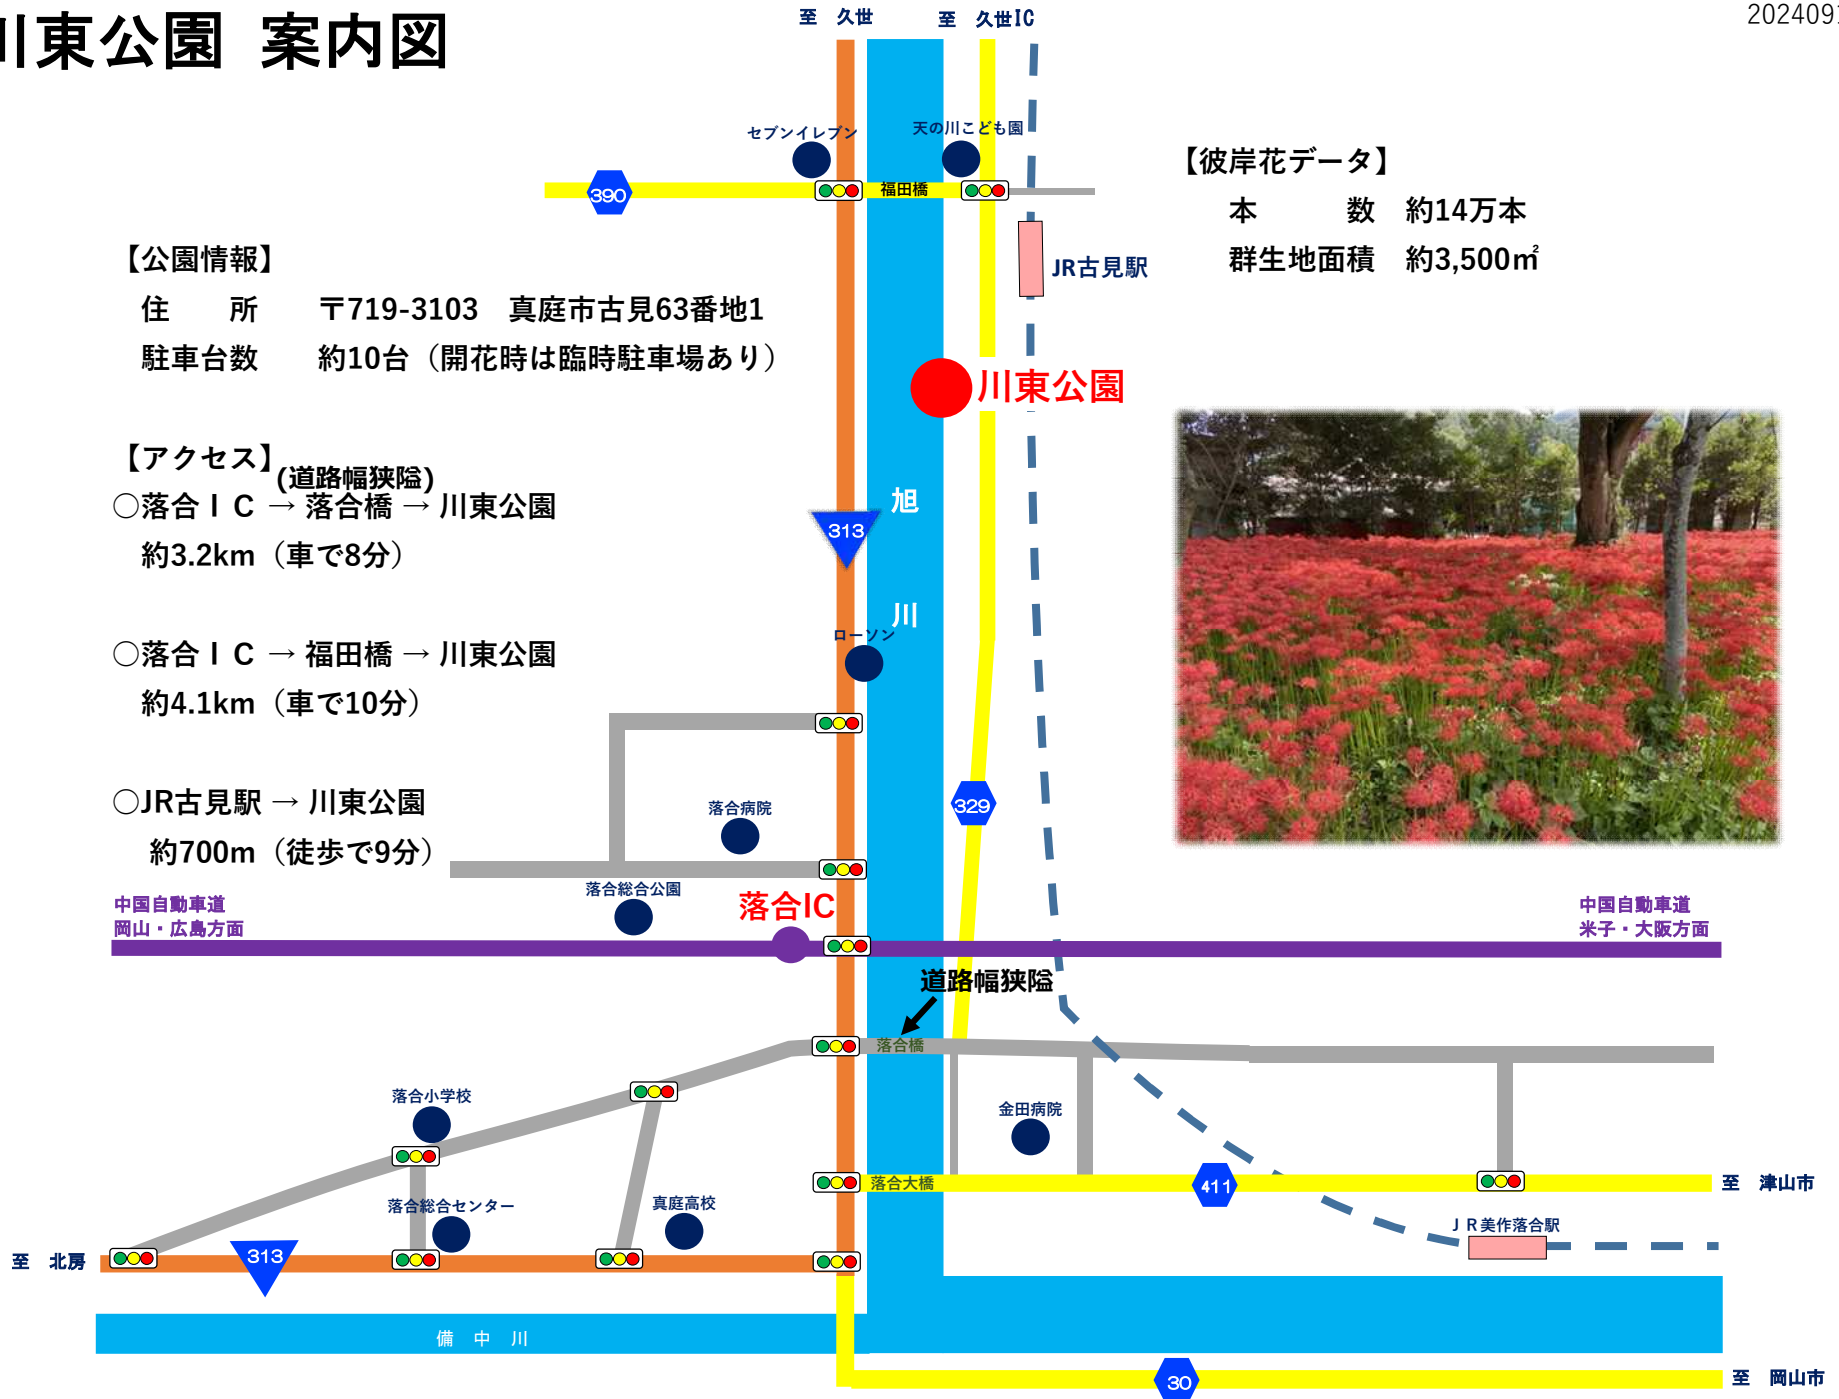 川東公園 案内図
至 久世
至 久世IC
2024091
セブンイレブン
天の川こども園
390
福田橋
【彼岸花データ】
本 数 約14万本
群生地面積 約3,500㎡
JR古見駅
【公園情報】
住 所 〒719-3103 真庭市古見63番地1
駐車台数 約10台（開花時は臨時駐車場あり）
川東公園
【アクセス】
(道路幅狭隘)
○落合ＩＣ → 落合橋 → 川東公園
約3.2km（車で8分）
○落合ＩＣ → 福田橋 → 川東公園
約4.1km（車で10分）
○JR古見駅 → 川東公園
約700m（徒歩で9分）
313
旭川
ローソン
329
落合病院
落合総合公園
落合IC
中国自動車道
岡山・広島方面
中国自動車道
米子・大阪方面
道路幅狭隘
落合橋
落合小学校
金田病院
落合大橋
411
至 津山市
落合総合センター
真庭高校
ＪＲ美作落合駅
至 北房
313
備中川
30
至 岡山市